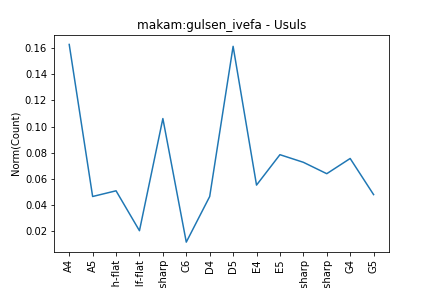 makam:gulsen_ivefa - Usuls
Norm(Count)
0.16
0.14
0.12
0.10
0.08
0.06
0.04
0.02
A4
A5
h-flat
lf-flat
sharp
C6
D4
D5
E4
E5
sharp
sharp
G4
G5